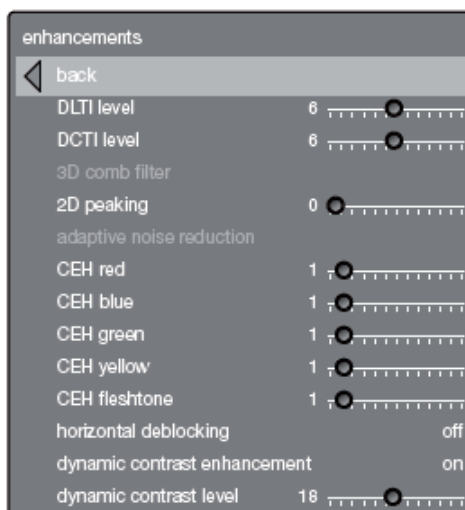 enhancements
back
DLTI level 6
DCTI level 6
3D comb filter
2D peaking 0
adaptive noise reduction
CEH red 1
CEH blue 1
CEH green 1
CEH yellow 1
CEH fleshtone 1
horizontal deblocking off
dynamic contrast enhancement on
dynamic contrast level 18